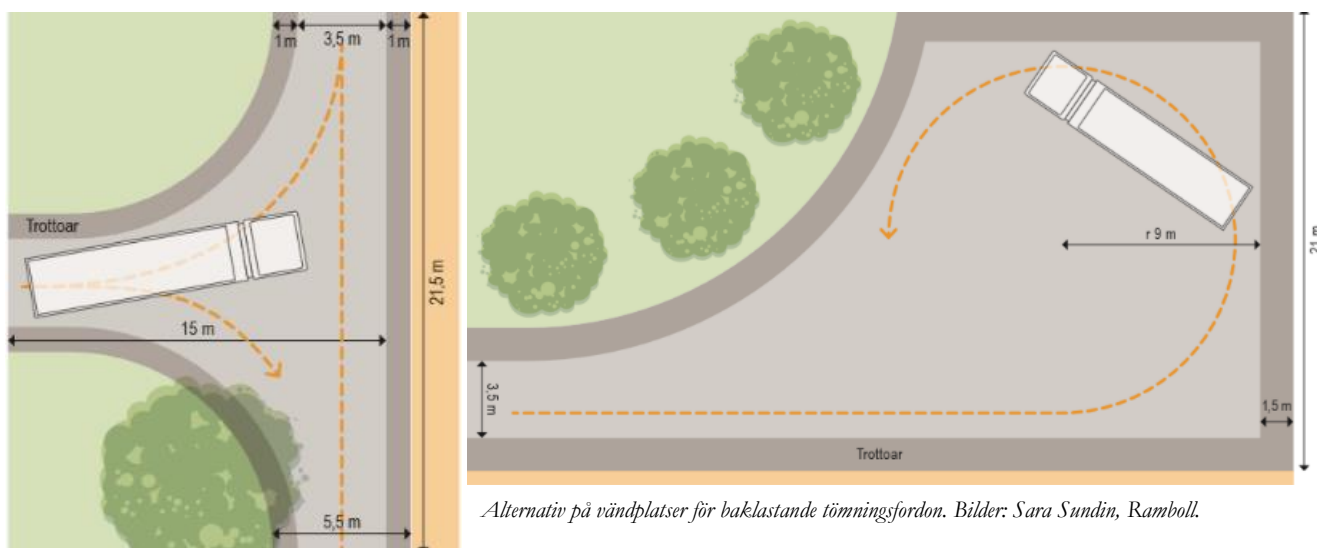 1 m
3,5 m
1 m
Trottoar
15 m
21,5 m
5,5 m
r 9 m
21 m
3,5 m
1,5 m
Trottoar
Alternativ på vändplatser för baklastande tömningsfordon. Bilder: Sara Sundin, Ramboll.